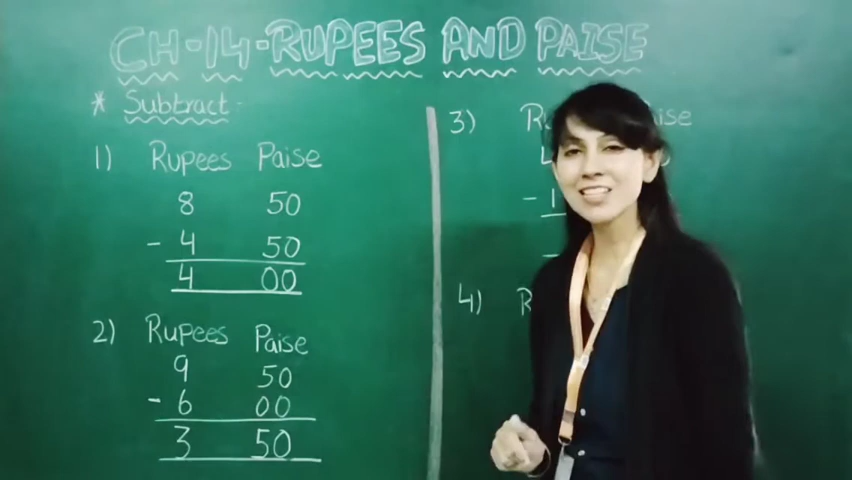 CH-14-RUPEES AND PAISE
* Subtract -
1) Rupees Paise
8 50
- 4 50
4 00
2) Rupees Paise
9 50
- 6 00
3 50
3)
- 1
4)